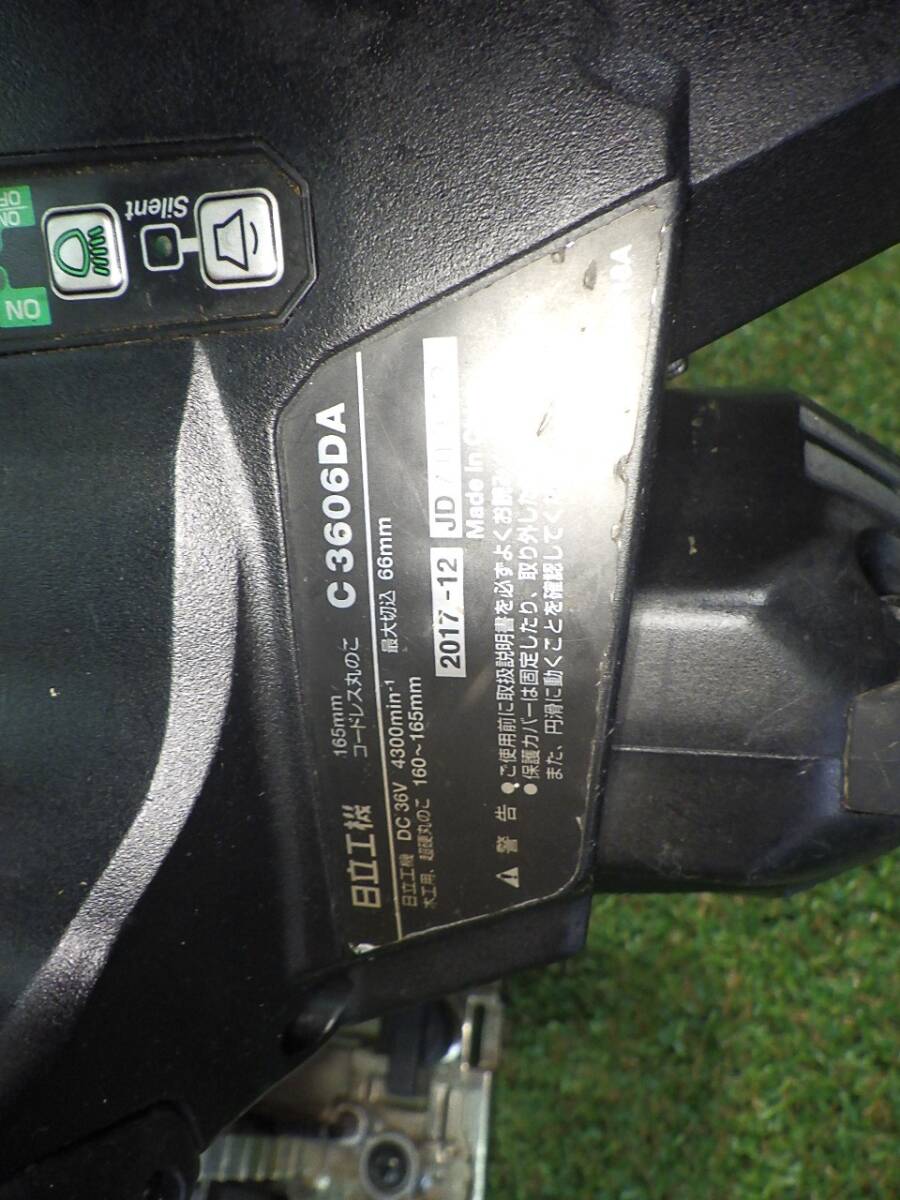 日立工機 165mm コードレス丸のこ C 3606DA
日立工機 DC 36V 4300min-1 最大切込 66mm
木工用、超硬丸のこ 160～165mm
2017 -12 JD
Made in
警告
●ご使用前に取扱説明書を必ずよくお読み
●保護カバーは固定したり、取り外した
また、円滑に動くことを確認して
Silent
ON
ON
OFF